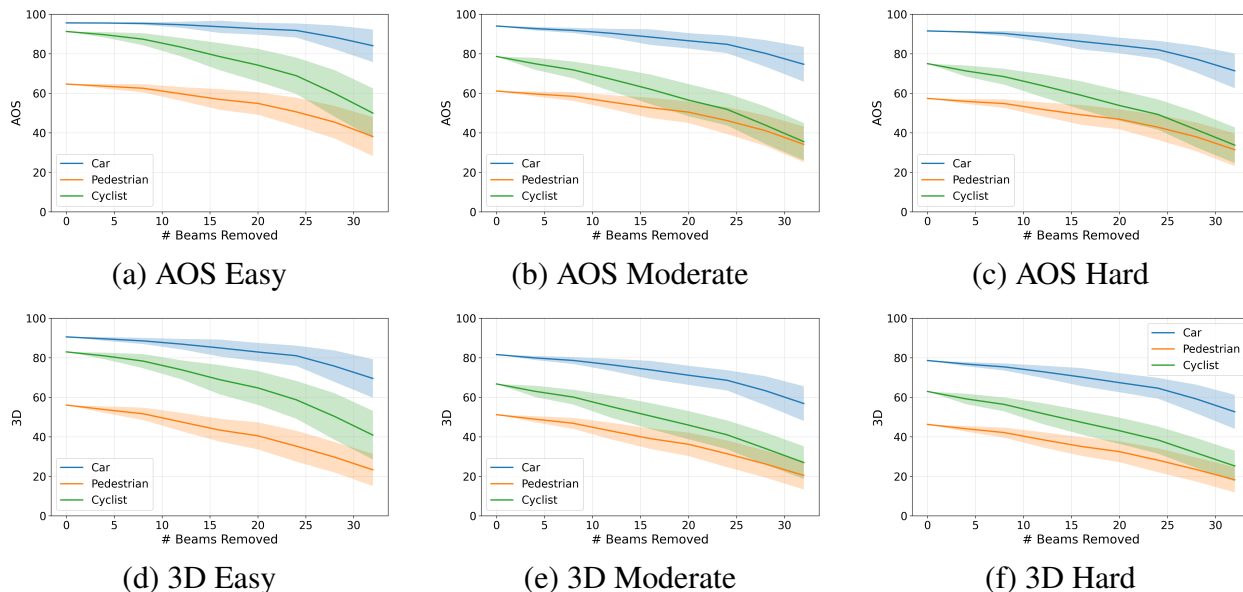 100
80
60
40
20
0
AOS
Car
Pedestrian
Cyclist
0 5 10 15 20 25 30
# Beams Removed
(a) AOS Easy
100
80
60
40
20
0
AOS
Car
Pedestrian
Cyclist
0 5 10 15 20 25 30
# Beams Removed
(b) AOS Moderate
100
80
60
40
20
0
AOS
Car
Pedestrian
Cyclist
0 5 10 15 20 25 30
# Beams Removed
(c) AOS Hard
100
80
60
40
20
0
3D
Car
Pedestrian
Cyclist
0 5 10 15 20 25 30
# Beams Removed
(d) 3D Easy
100
80
60
40
20
0
3D
Car
Pedestrian
Cyclist
0 5 10 15 20 25 30
# Beams Removed
(e) 3D Moderate
100
80
60
40
20
0
3D
Car
Pedestrian
Cyclist
0 5 10 15 20 25 30
# Beams Removed
(f) 3D Hard